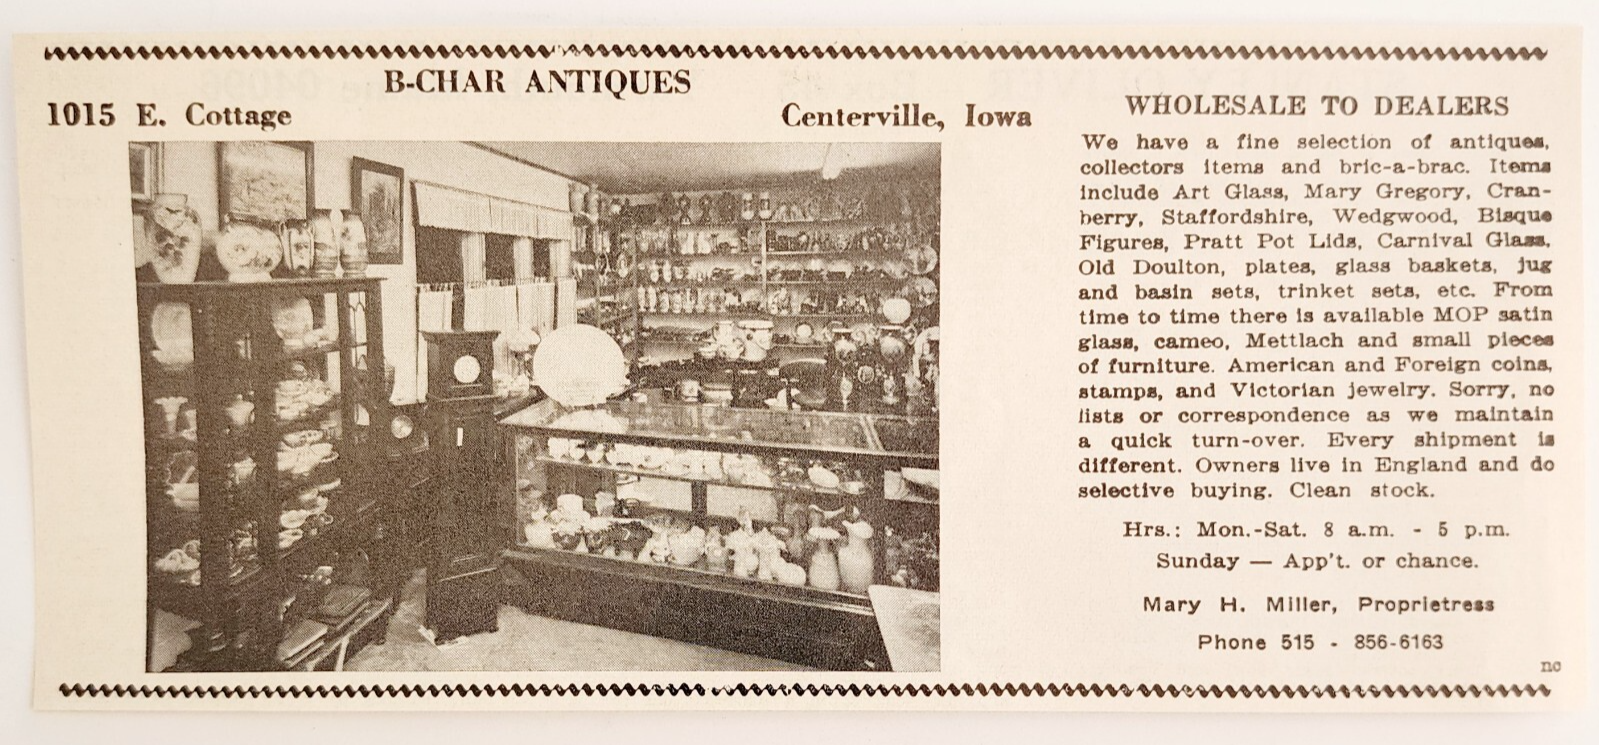 B-CHAR ANTIQUES
1015 E. Cottage
Centerville, Iowa
WHOLESALE TO DEALERS
We have a fine selection of antiques,
collectors items and bric-a-brac. Items
include Art Glass, Mary Gregory, Cran-
berry, Staffordshire, Wedgwood, Bisque
Figures, Pratt Pot Lids, Carnival Glass,
Old Doulton, plates, glass baskets, jug
and basin sets, trinket sets, etc. From
time to time there is available MOP satin
glass, cameo, Mettlach and small pieces
of furniture. American and Foreign coins,
stamps, and Victorian jewelry. Sorry, no
lists or correspondence as we maintain
a quick turn-over. Every shipment is
different. Owners live in England and do
selective buying. Clean stock.
Hrs.: Mon.-Sat. 8 a.m. - 5 p.m.
Sunday — App't. or chance.
Mary H. Miller, Proprietress
Phone 515 - 856-6163
nc